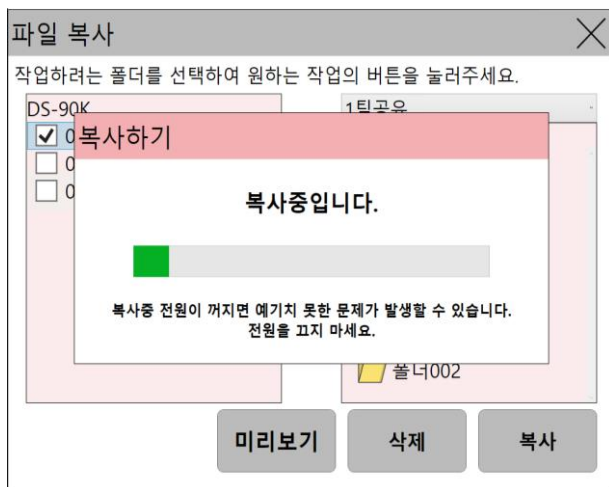 파일 복사
작업하려는 폴더를 선택하여 원하는 작업의 버튼을 눌러주세요.
DS-90K
1팀공유
0
0
0
복사하기
복사중입니다.
복사중 전원이 꺼지면 예기치 못한 문제가 발생할 수 있습니다.
전원을 끄지 마세요.
폴더002
미리보기
삭제
복사